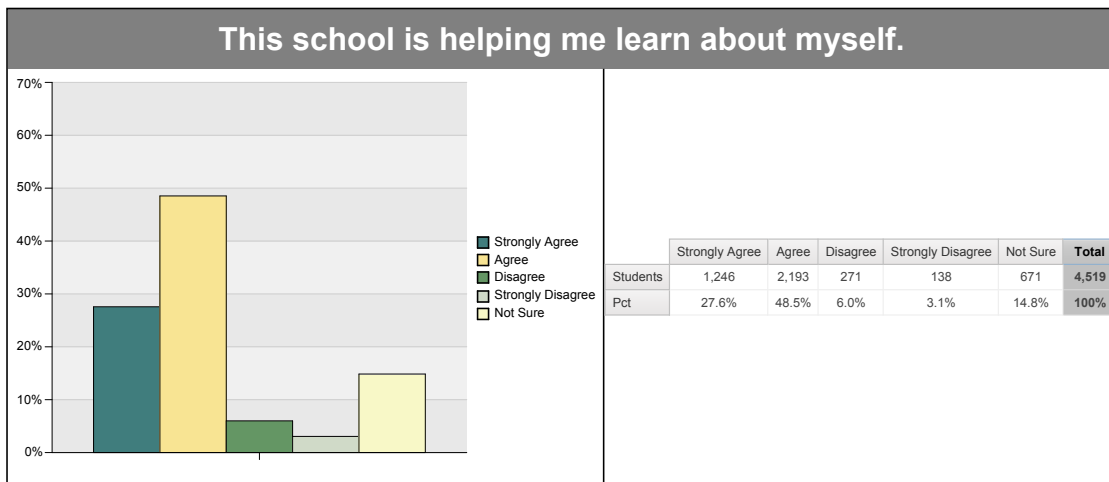 This school is helping me learn about myself.
70%
60%
50%
40%
30%
20%
10%
0%
Strongly Agree
Agree
Disagree
Strongly Disagree
Not Sure
Strongly Agree Agree Disagree Strongly Disagree Not Sure Total
Students 1,246 2,193 271 138 671 4,519
Pct 27.6% 48.5% 6.0% 3.1% 14.8% 100%